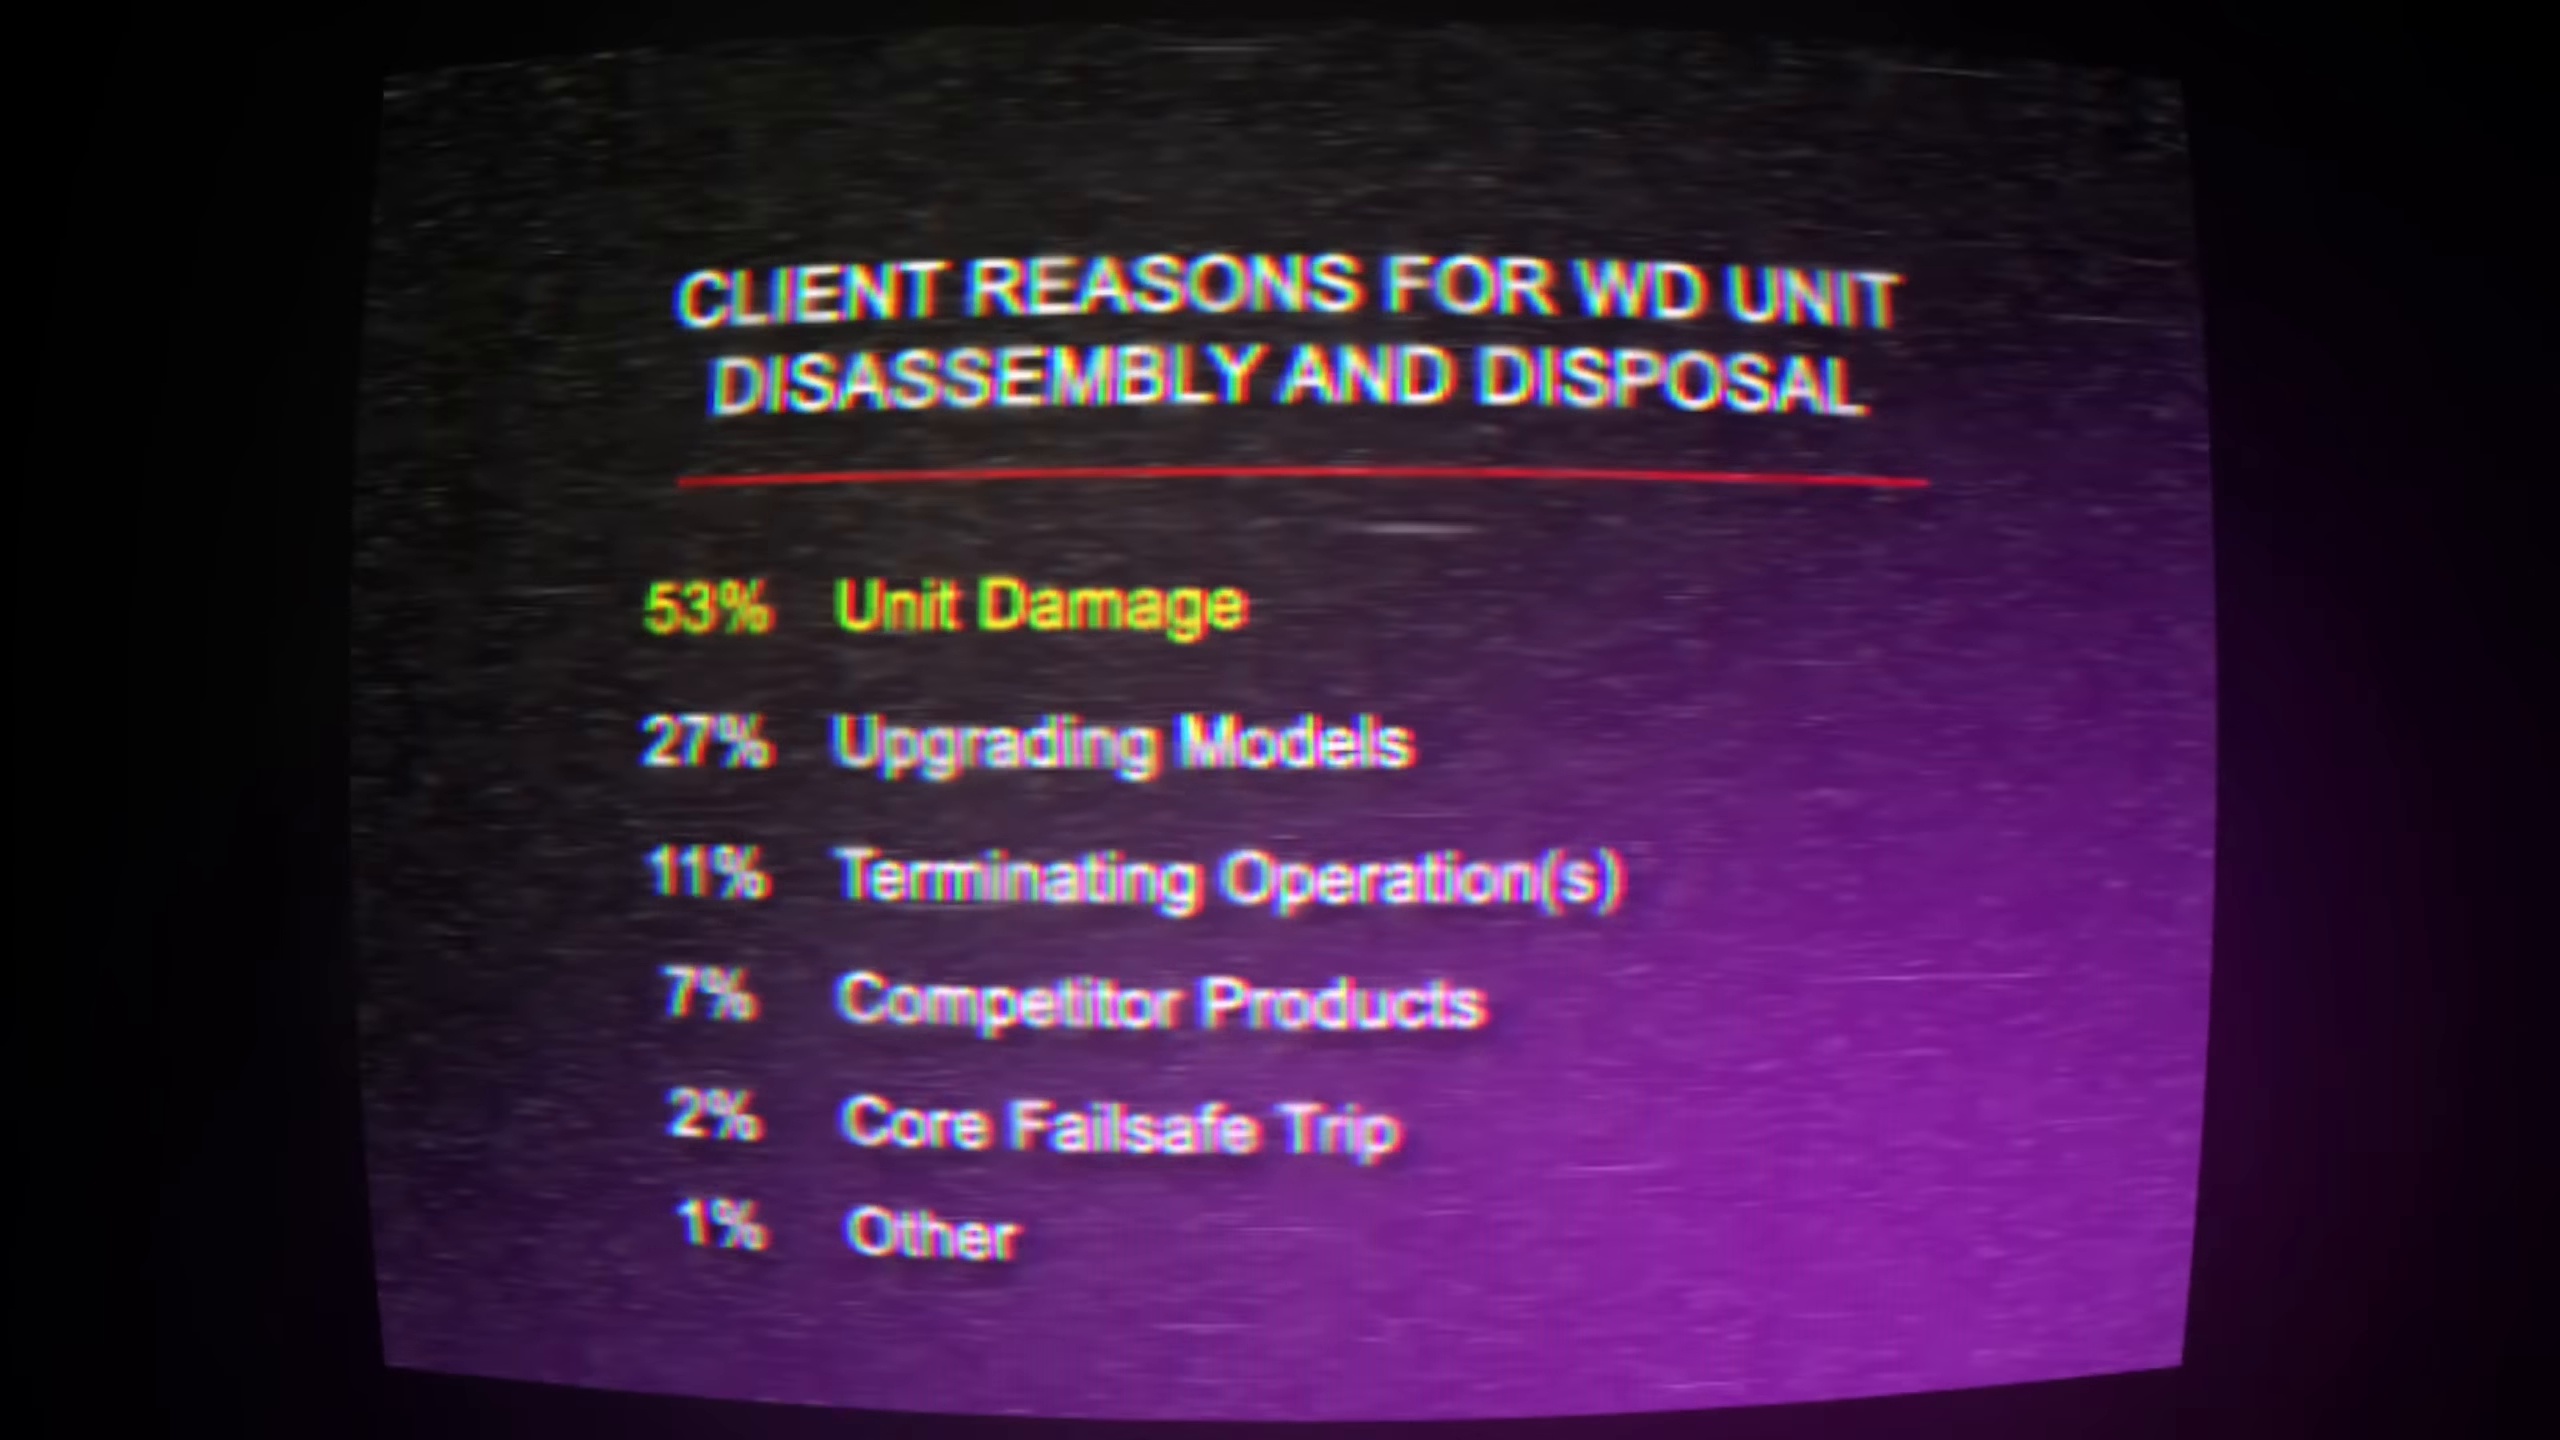 CLIENT REASONS FOR WD UNIT
DISASSEMBLY AND DISPOSAL
53% Unit Damage
27% Upgrading Models
11% Terminating Operation(s)
7% Competitor Products
2% Core Failsafe Trip
1% Other